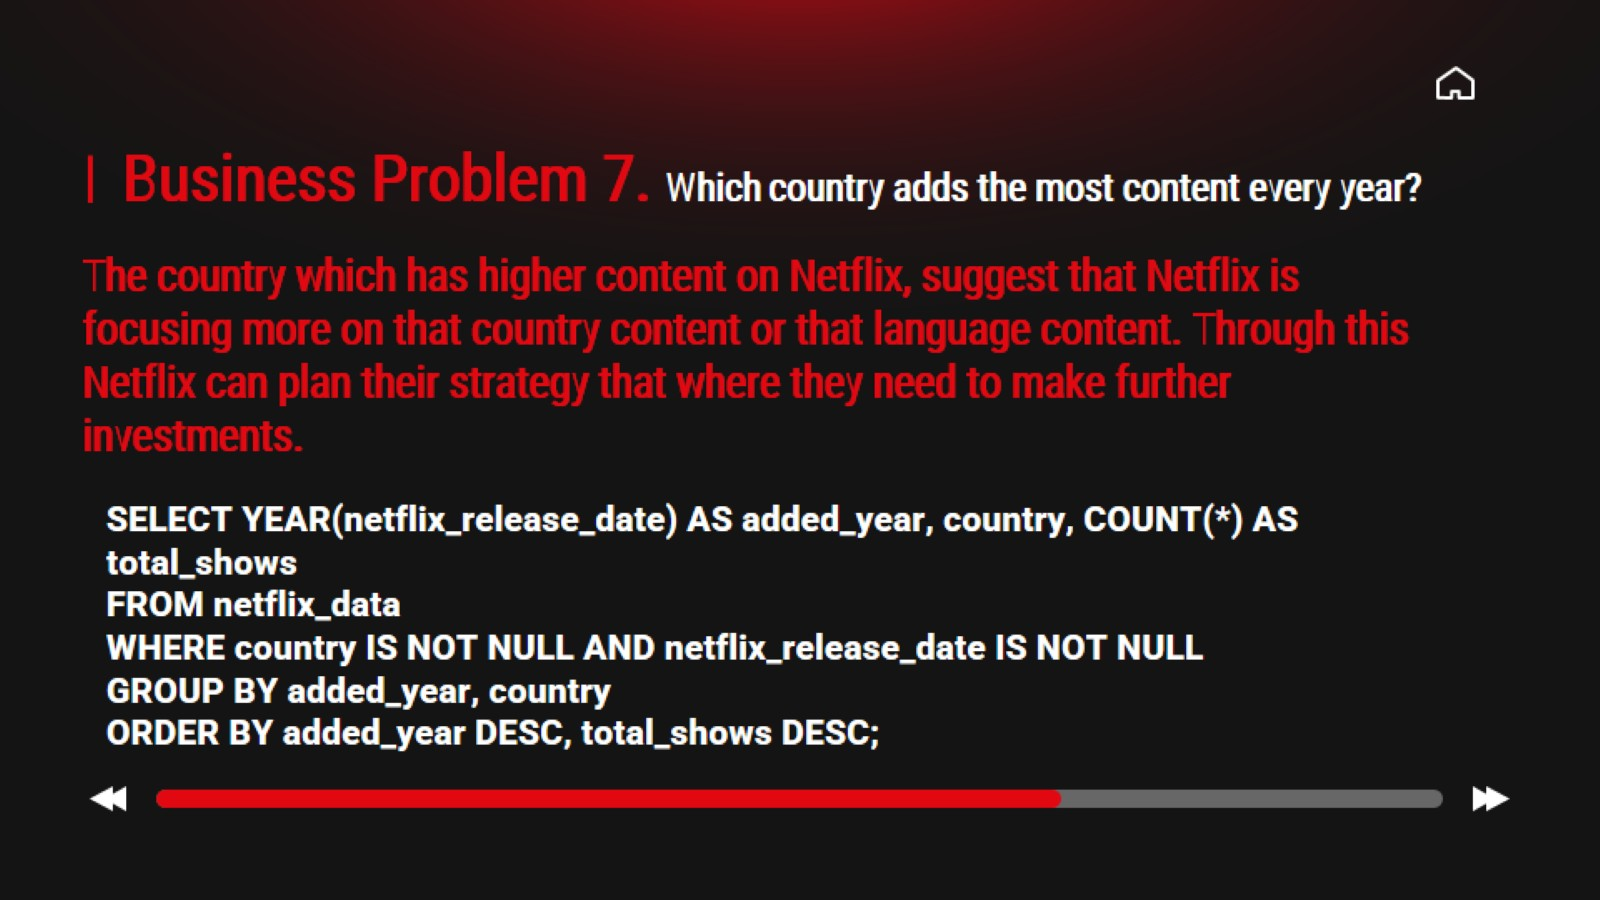 | Business Problem 7. Which country adds the most content every year?
The country which has higher content on Netflix, suggest that Netflix is
focusing more on that country content or that language content. Through this
Netflix can plan their strategy that where they need to make further
investments.
SELECT YEAR(netflix_release_date) AS added_year, country, COUNT(*) AS
total_shows
FROM netflix_data
WHERE country IS NOT NULL AND netflix_release_date IS NOT NULL
GROUP BY added_year, country
ORDER BY added_year DESC, total_shows DESC;